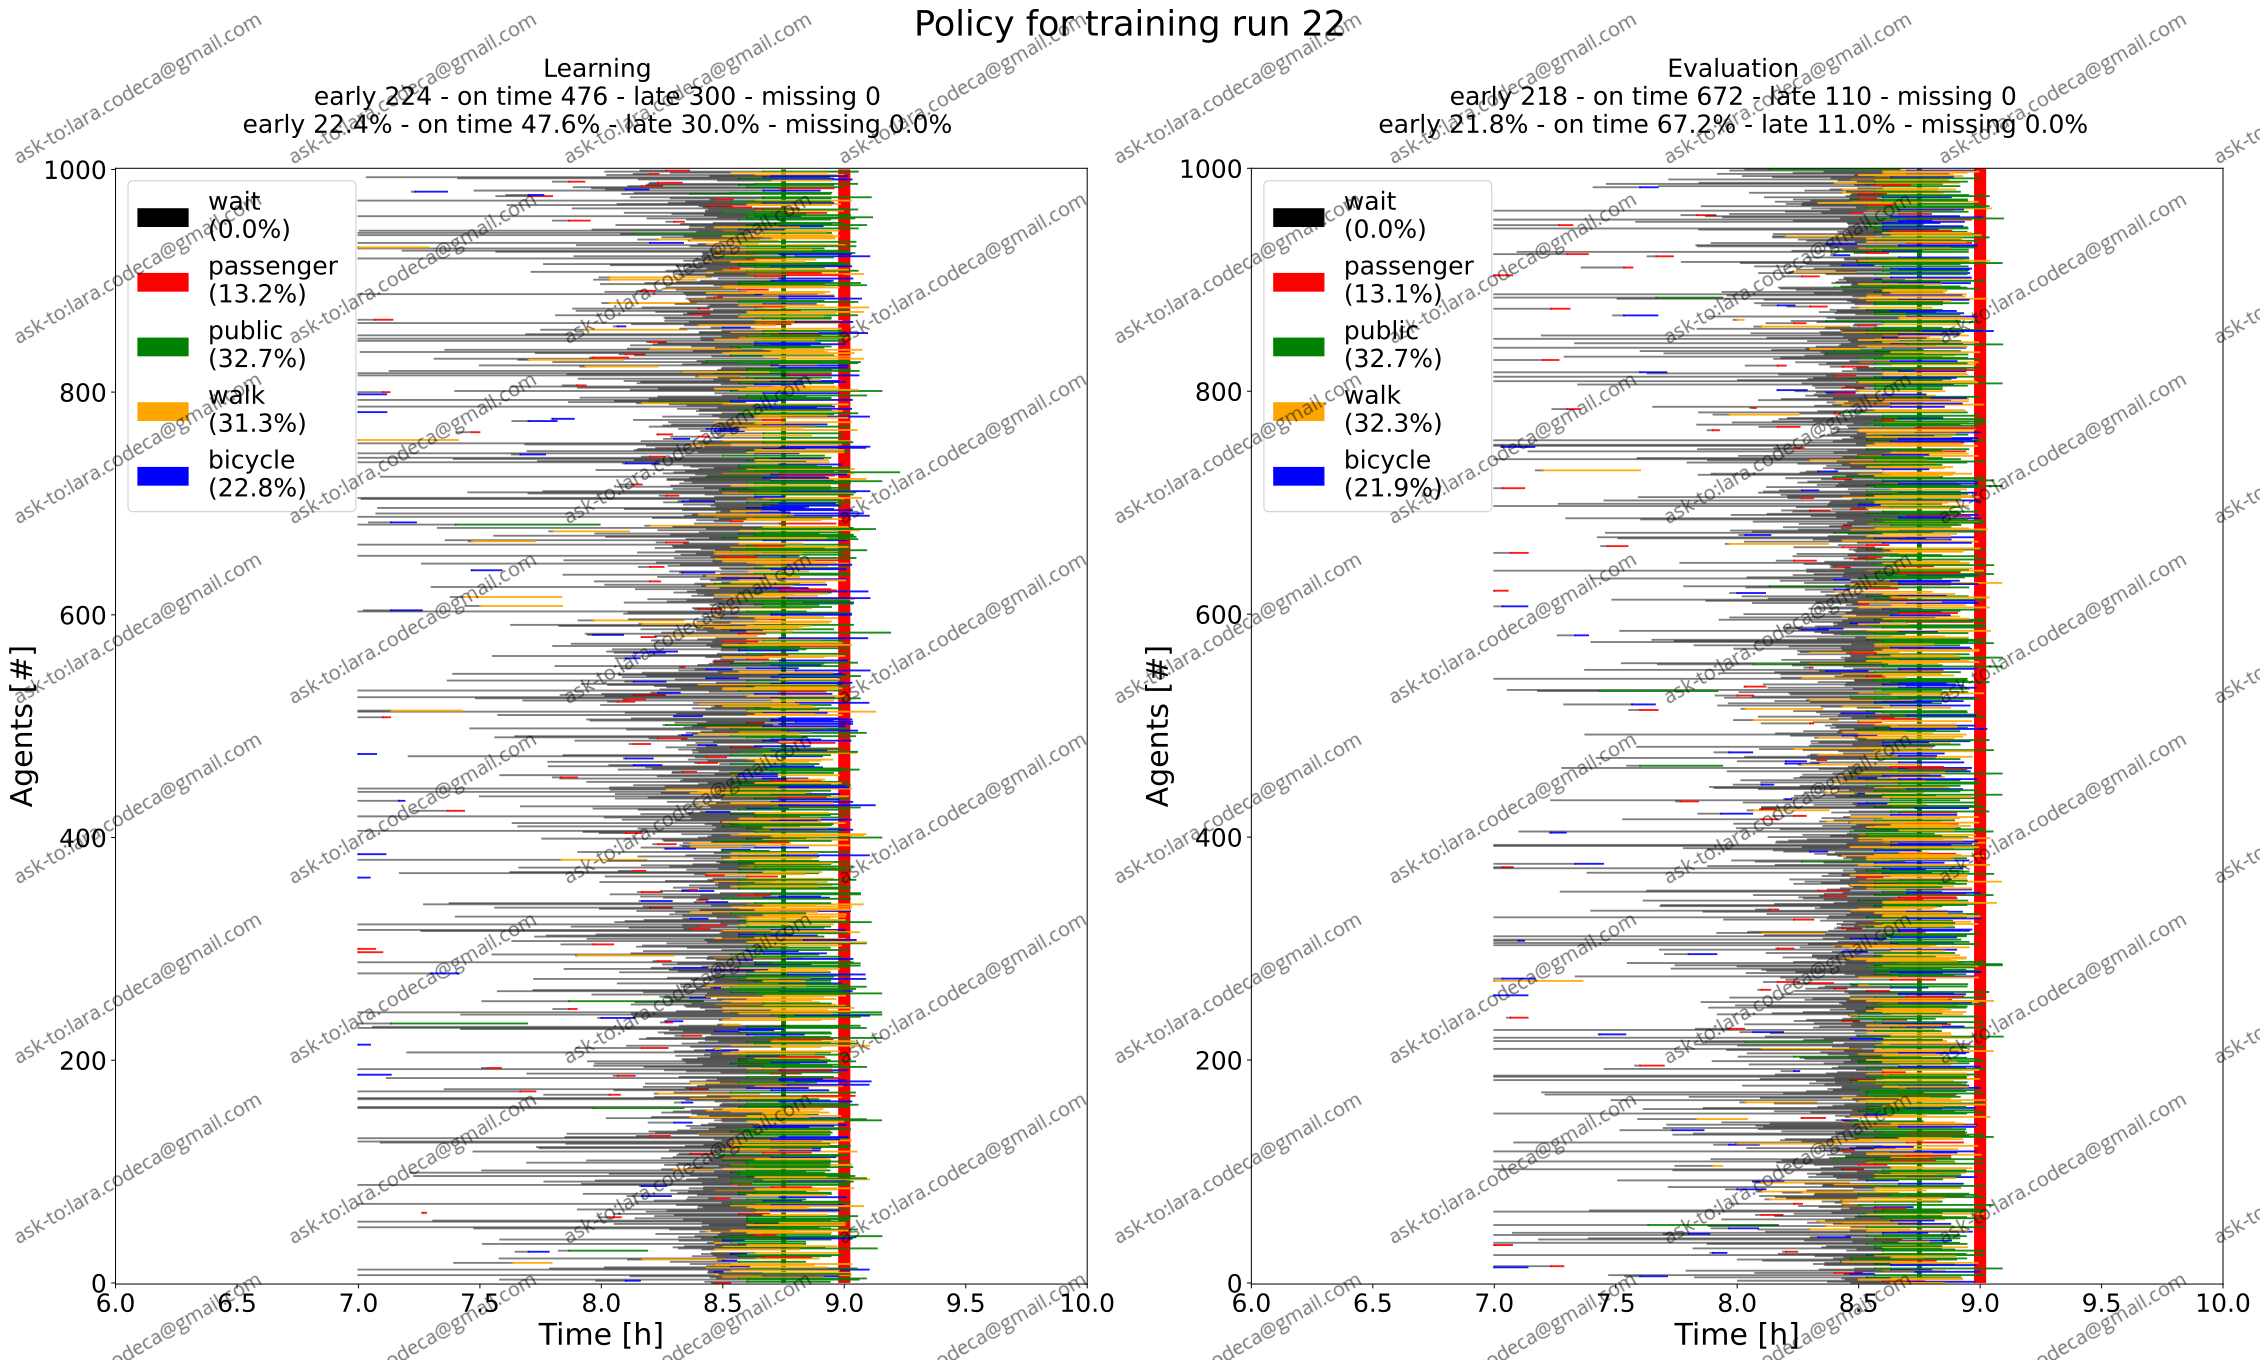 Policy for training run 22
Learning
early 224 - on time 476 - late 300 - missing 0
early 22.4% - on time 47.6% - late 30.0% - missing 0.0%
1000
800
600
400
200
0
Agents [#]
wait
(0.0%)
passenger
(13.2%)
public
(32.7%)
walk
(31.3%)
bicycle
(22.8%)
6.0 6.5 7.0 7.5 8.0 8.5 9.0 9.5 10.0
Time [h]
Evaluation
early 218 - on time 672 - late 110 - missing 0
early 21.8% - on time 67.2% - late 11.0% - missing 0.0%
1000
800
600
400
200
0
Agents [#]
wait
(0.0%)
passenger
(13.1%)
public
(32.7%)
walk
(32.3%)
bicycle
(21.9%)
6.0 6.5 7.0 7.5 8.0 8.5 9.0 9.5 10.0
Time [h]
ask-to:lara.codeca@gmail.com